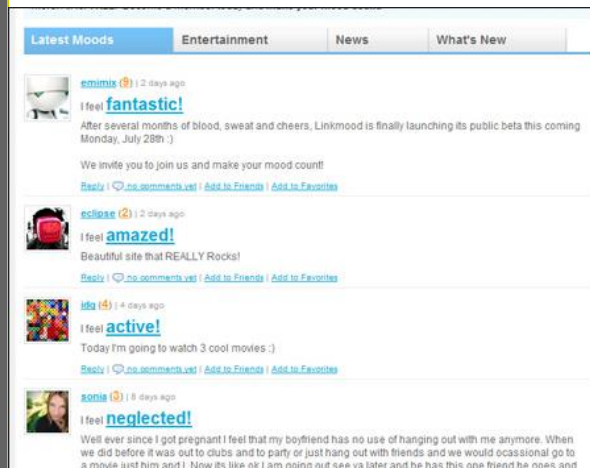 Latest Moods Entertainment News What's New
emimix (9) | 2 days ago
I feel fantastic!
After several months of blood, sweat and cheers, Linkmood is finally launching its public beta this coming
Monday, July 28th :)
We invite you to join us and make your mood count!
Reply | no comments yet | Add to Friends | Add to Favorites
eclipse (2) | 2 days ago
I feel amazed!
Beautiful site that REALLY Rocks!
Reply | no comments yet | Add to Friends | Add to Favorites
idg (4) | 4 days ago
I feel active!
Today I'm going to watch 3 cool movies :)
Reply | no comments yet | Add to Friends | Add to Favorites
sonia (3) | 8 days ago
I feel neglected!
Well ever since I got pregnant I feel that my boyfriend has no use of hanging out with me anymore. When
we did before it was out to clubs and to party or just hang out with friends and we would ocassional go to
a movie just him and I. Now its like ok I am going out see ya later and he has this one friend he goes and